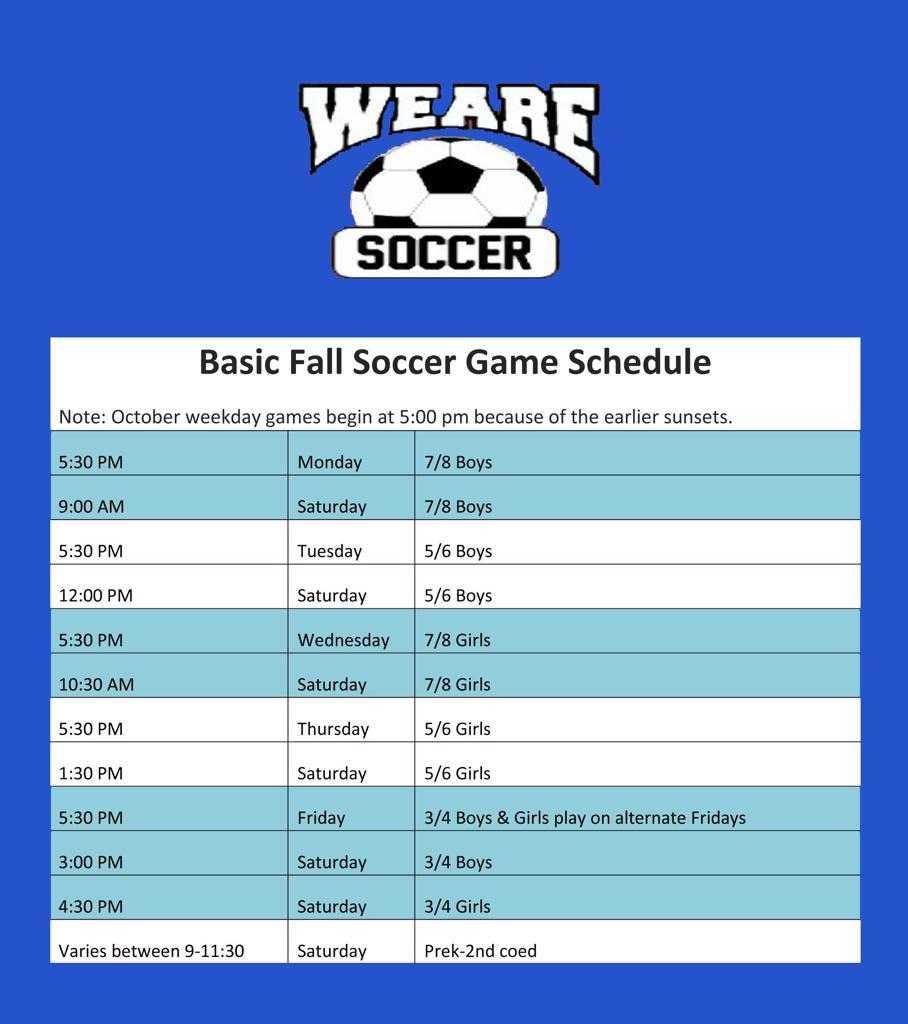 WEARE
SOCCER
Basic Fall Soccer Game Schedule
Note: October weekday games begin at 5:00 pm because of the earlier sunsets.
5:30 PM Monday 7/8 Boys
9:00 AM Saturday 7/8 Boys
5:30 PM Tuesday 5/6 Boys
12:00 PM Saturday 5/6 Boys
5:30 PM Wednesday 7/8 Girls
10:30 AM Saturday 7/8 Girls
5:30 PM Thursday 5/6 Girls
1:30 PM Saturday 5/6 Girls
5:30 PM Friday 3/4 Boys & Girls play on alternate Fridays
3:00 PM Saturday 3/4 Boys
4:30 PM Saturday 3/4 Girls
Varies between 9-11:30 Saturday Prek-2nd coed